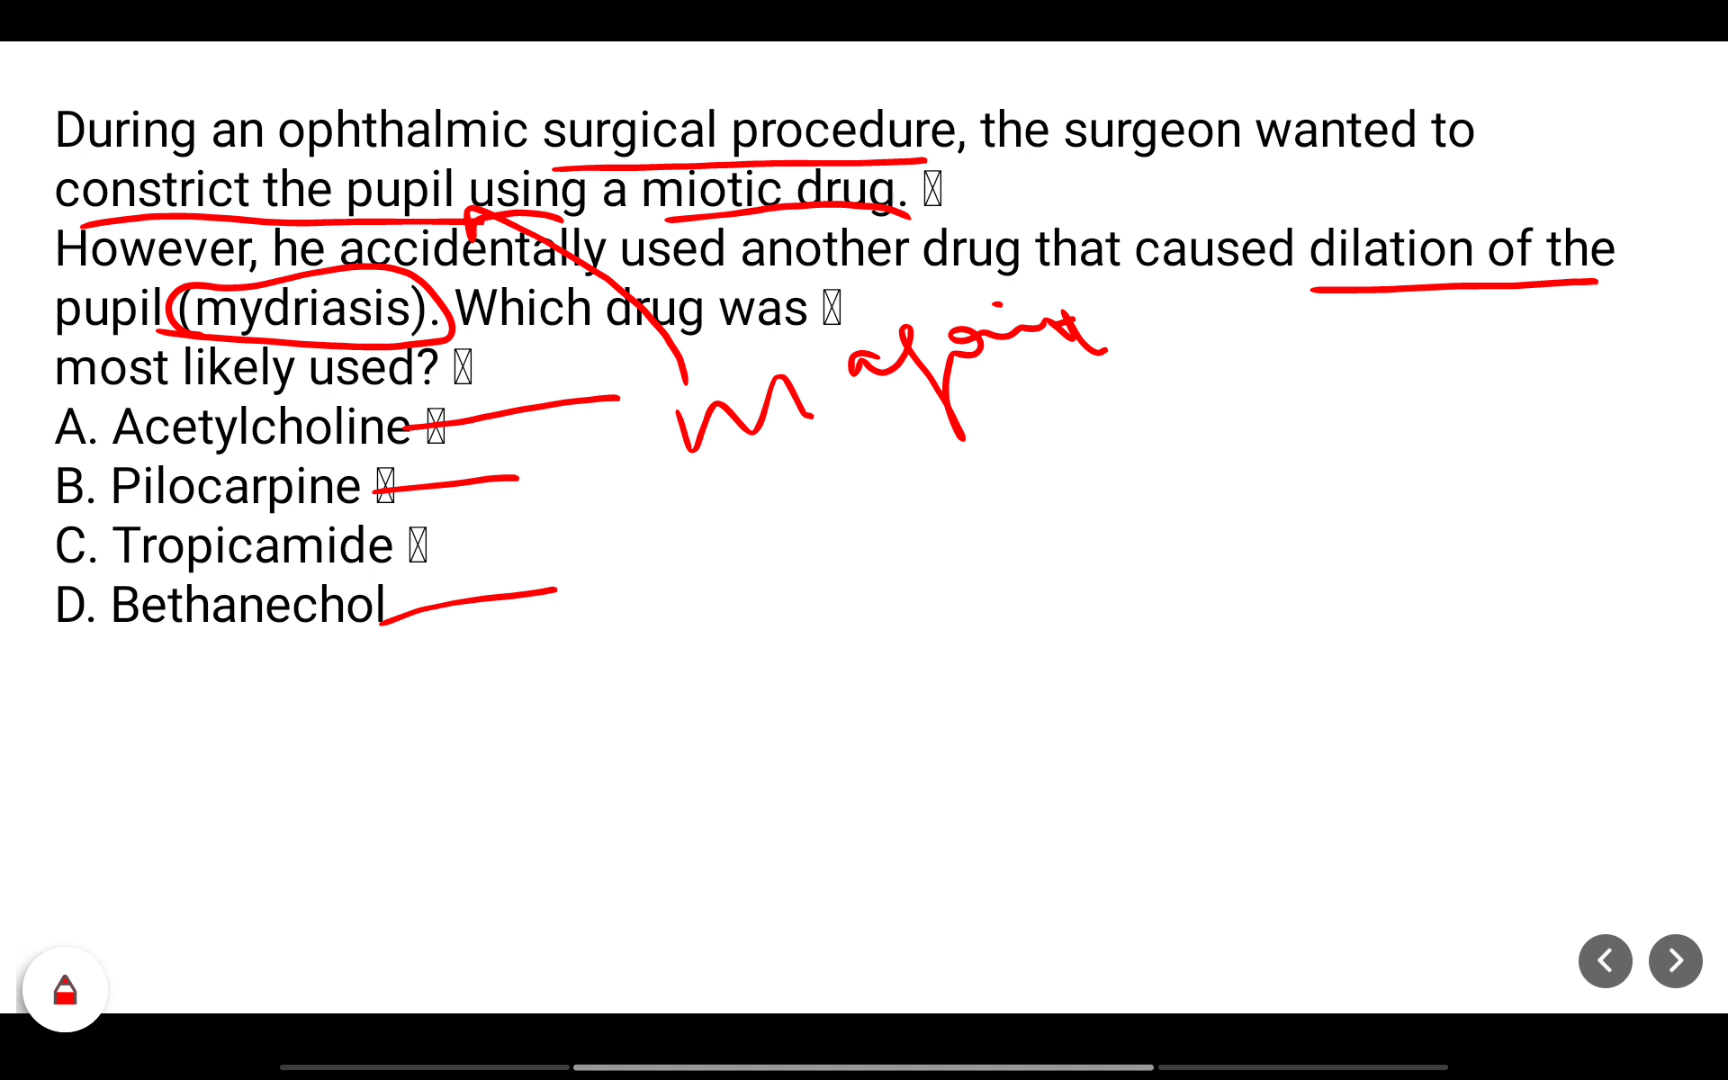 During an ophthalmic surgical procedure, the surgeon wanted to
constrict the pupil using a miotic drug.
However, he accidentally used another drug that caused dilation of the
pupil (mydriasis). Which drug was
most likely used?
A. Acetylcholine
B. Pilocarpine
C. Tropicamide
D. Bethanechol